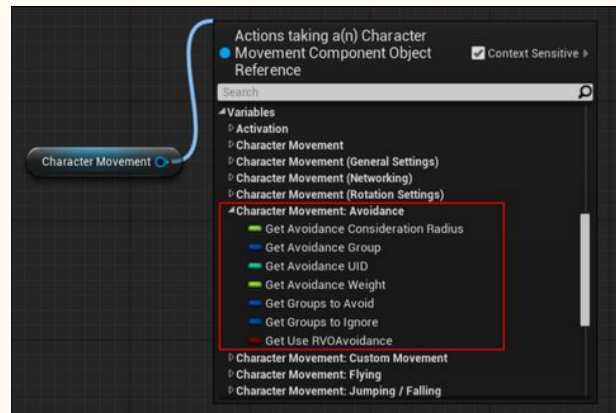 Actions taking a(n) Character
Movement Component Object
Reference
Context Sensitive
Search
Variables
Activation
Character Movement
Character Movement (General Settings)
Character Movement (Networking)
Character Movement (Rotation Settings)
Character Movement: Avoidance
Get Avoidance Consideration Radius
Get Avoidance Group
Get Avoidance UID
Get Avoidance Weight
Get Groups to Avoid
Get Groups to Ignore
Get Use RVOAvoidance
Character Movement: Custom Movement
Character Movement: Flying
Character Movement: Jumping / Falling
Character Movement